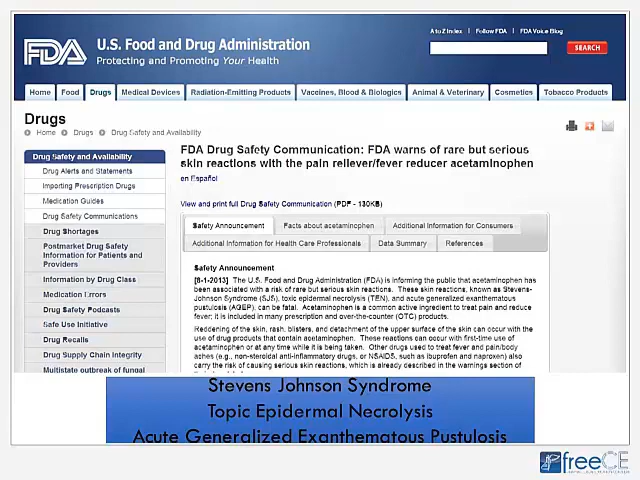 A to Z Index | Follow FDA | FDA Voice Blog
FDA U.S. Food and Drug Administration
Protecting and Promoting Your Health
SEARCH
Home Food Drugs Medical Devices Radiation-Emitting Products Vaccines, Blood & Biologics Animal & Veterinary Cosmetics Tobacco Products
Drugs
Home Drugs Drug Safety and Availability
Drug Safety and Availability
Drug Alerts and Statements
Importing Prescription Drugs
Medication Guides
Drug Safety Communications
Drug Shortages
Postmarket Drug Safety
Information for Patients and
Providers
Information by Drug Class
Medication Errors
Drug Safety Podcasts
Safe Use Initiative
Drug Recalls
Drug Supply Chain Integrity
Multistate outbreak of fungal
FDA Drug Safety Communication: FDA warns of rare but serious
skin reactions with the pain reliever/fever reducer acetaminophen
en Español
View and print full Drug Safety Communication (PDF - 130KB)
Safety Announcement Facts about acetaminophen Additional Information for Consumers
Additional Information for Health Care Professionals Data Summary References
Safety Announcement
[8-1-2013] The U.S. Food and Drug Administration (FDA) is informing the public that acetaminophen has
been associated with a risk of rare but serious skin reactions. These skin reactions, known as Stevens-
Johnson Syndrome (SJS), toxic epidermal necrolysis (TEN), and acute generalized exanthematous
pustulosis (AGEP), can be fatal. Acetaminophen is a common active ingredient to treat pain and reduce
fever; it is included in many prescription and over-the-counter (OTC) products.
Reddening of the skin, rash, blisters, and detachment of the upper surface of the skin can occur with the
use of drug products that contain acetaminophen. These reactions can occur with first-time use of
acetaminophen or at any time while it is being taken. Other drugs used to treat fever and pain/body
aches (e.g., non-steroidal anti-inflammatory drugs, or NSAIDS, such as ibuprofen and naproxen) also
carry the risk of causing serious skin reactions, which is already described in the warnings section of
Stevens Johnson Syndrome
Topic Epidermal Necrolysis
Acute Generalized Exanthematous Pustulosis
freeCE